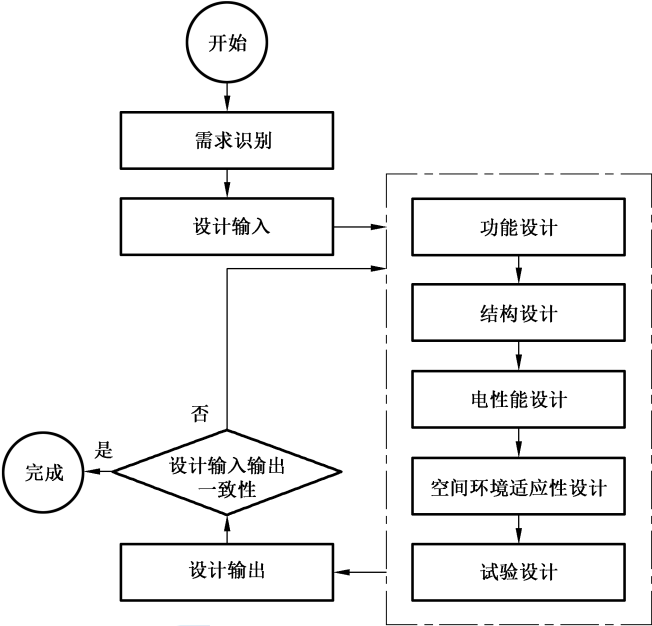 开始
需求识别
设计输入
功能设计
结构设计
电性能设计
空间环境适应性设计
试验设计
设计输出
设计输入输出
一致性
否
是
完成